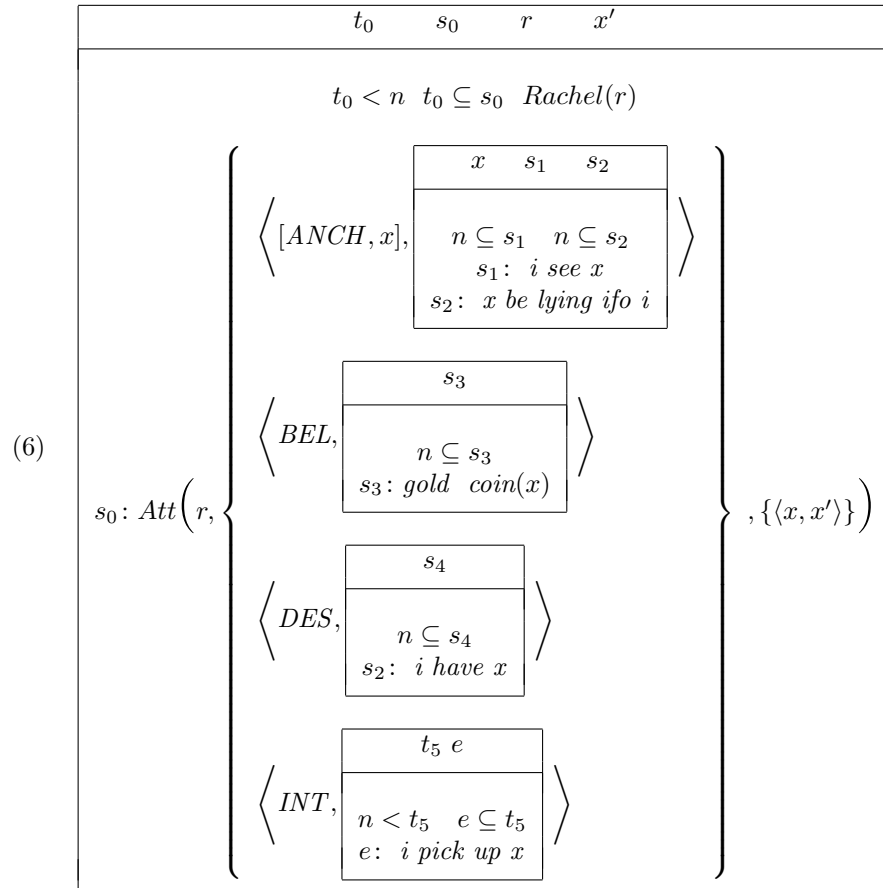 t₀ s₀ r x′
t₀ < n t₀ ⊆ s₀ Rachel(r)
x s₁ s₂
⟨[ANCH, x], n ⊆ s₁ n ⊆ s₂ ⟩
s₁: i see x
s₂: x be lying ifo i
s₃
(6) ⟨BEL, n ⊆ s₃ ⟩
s₃: gold coin(x)
s₀: Att(r, { } , {⟨x, x′⟩})
s₄
⟨DES, n ⊆ s₄ ⟩
s₂: i have x
t₅ e
⟨INT, n < t₅ e ⊆ t₅ ⟩
e: i pick up x